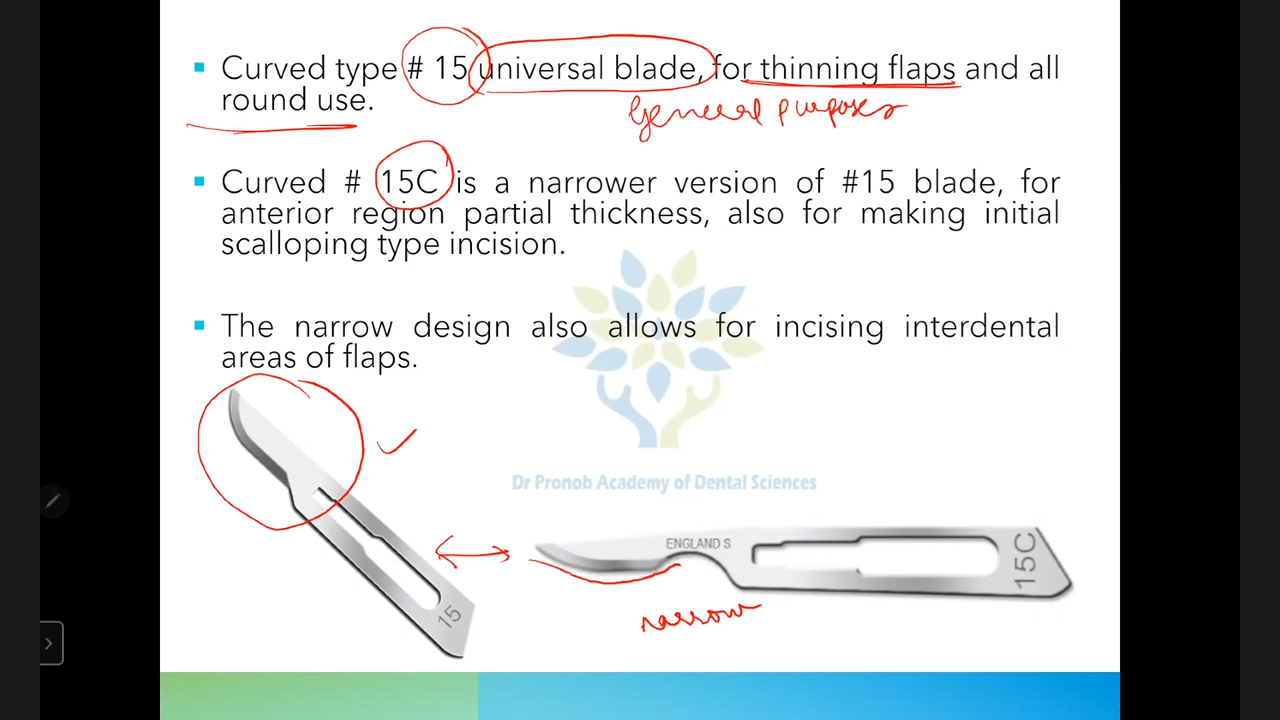 ▪ Curved type # 15 universal blade, for thinning flaps and all
round use.
General purposes
▪ Curved # 15C is a narrower version of #15 blade, for
anterior region partial thickness, also for making initial
scalloping type incision.
▪ The narrow design also allows for incising interdental
areas of flaps.
Dr Pronob Academy of Dental Sciences
ENGLAND S
15C
15
narrow